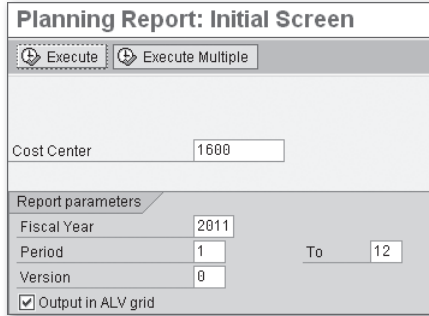 Planning Report: Initial Screen
Execute Execute Multiple
Cost Center 1600
Report parameters
Fiscal Year 2011
Period 1 To 12
Version 0
Output in ALV grid